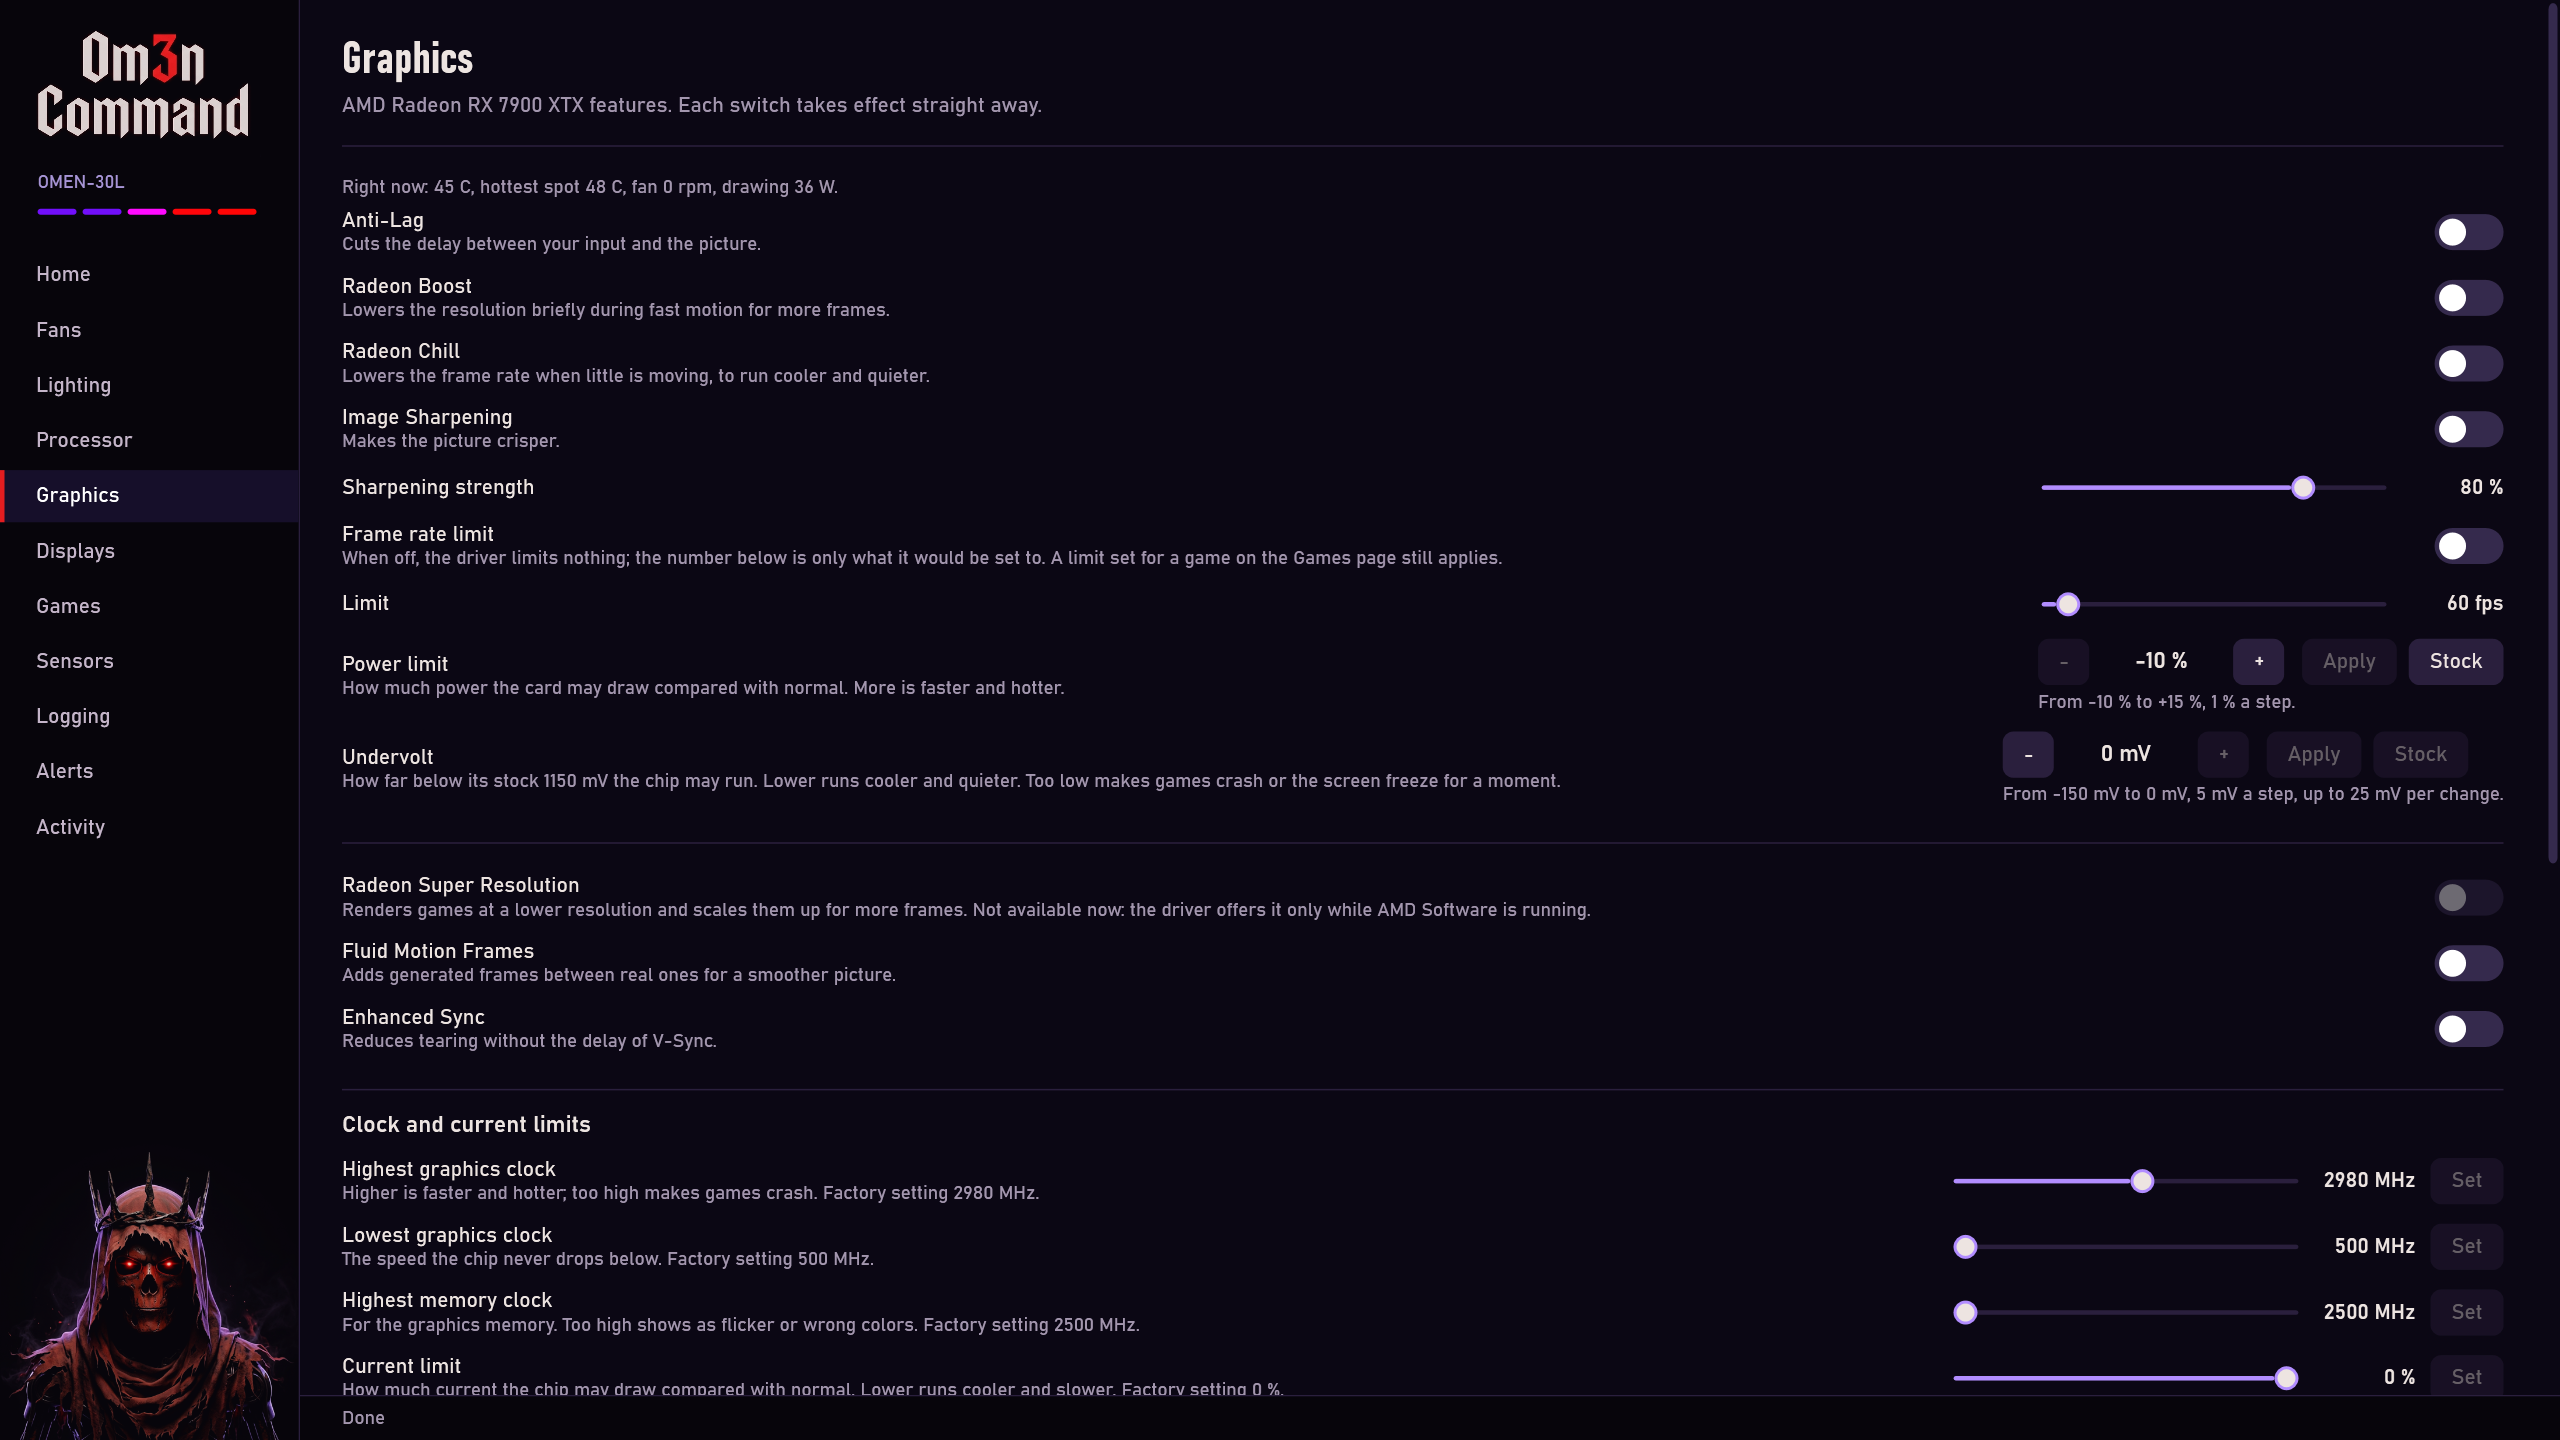 Om3n
Command
OMEN-30L
Home
Fans
Lighting
Processor
Graphics
Displays
Games
Sensors
Logging
Alerts
Activity
Graphics
AMD Radeon RX 7900 XTX features. Each switch takes effect straight away.
Right now: 45 C, hottest spot 48 C, fan 0 rpm, drawing 36 W.
Anti-Lag
Cuts the delay between your input and the picture.
Radeon Boost
Lowers the resolution briefly during fast motion for more frames.
Radeon Chill
Lowers the frame rate when little is moving, to run cooler and quieter.
Image Sharpening
Makes the picture crisper.
Sharpening strength 80 %
Frame rate limit
When off, the driver limits nothing; the number below is only what it would be set to. A limit set for a game on the Games page still applies.
Limit 60 fps
Power limit - -10 % + Apply Stock
How much power the card may draw compared with normal. More is faster and hotter.
From -10 % to +15 %, 1 % a step.
Undervolt - 0 mV + Apply Stock
How far below its stock 1150 mV the chip may run. Lower runs cooler and quieter. Too low makes games crash or the screen freeze for a moment.
From -150 mV to 0 mV, 5 mV a step, up to 25 mV per change.
Radeon Super Resolution
Renders games at a lower resolution and scales them up for more frames. Not available now: the driver offers it only while AMD Software is running.
Fluid Motion Frames
Adds generated frames between real ones for a smoother picture.
Enhanced Sync
Reduces tearing without the delay of V-Sync.
Clock and current limits
Highest graphics clock 2980 MHz Set
Higher is faster and hotter; too high makes games crash. Factory setting 2980 MHz.
Lowest graphics clock 500 MHz Set
The speed the chip never drops below. Factory setting 500 MHz.
Highest memory clock 2500 MHz Set
For the graphics memory. Too high shows as flicker or wrong colors. Factory setting 2500 MHz.
Current limit 0 % Set
How much current the chip may draw compared with normal. Lower runs cooler and slower. Factory setting 0 %.
Done